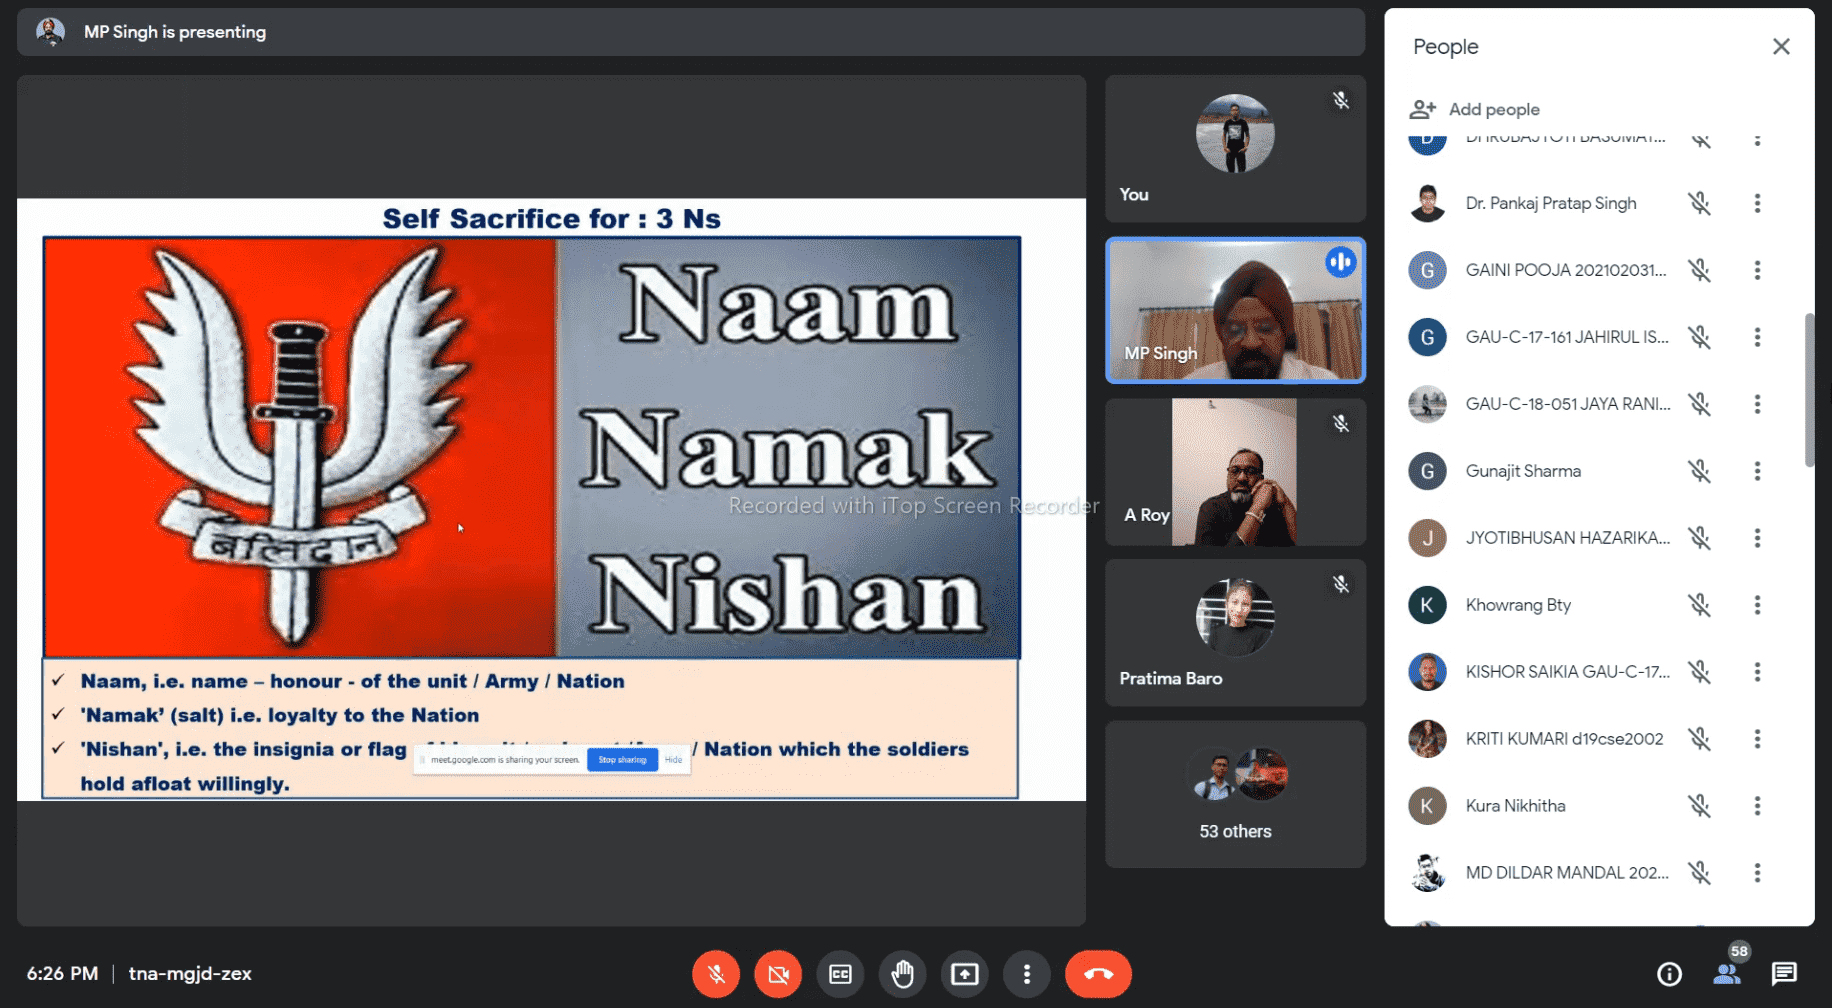 MP Singh is presenting
Self Sacrifice for : 3 Ns
Naam
Namak
Nishan
बलिदान
Recorded with iTop Screen Recorder
✓ Naam, i.e. name – honour - of the unit / Army / Nation
✓ 'Namak’ (salt) i.e. loyalty to the Nation
✓ 'Nishan', i.e. the insignia or flag / Nation which the soldiers
hold afloat willingly.
meet.google.com is sharing your screen.
Stop sharing
Hide
You
MP Singh
A Roy
Pratima Baro
53 others
People
Add people
D
Dr. Pankaj Pratap Singh
G GAINI POOJA 202102031...
G GAU-C-17-161 JAHIRUL IS...
GAU-C-18-051 JAYA RANI...
G Gunajit Sharma
J JYOTIBHUSAN HAZARIKA...
K Khowrang Bty
KISHOR SAIKIA GAU-C-17...
KRITI KUMARI d19cse2002
K Kura Nikhitha
MD DILDAR MANDAL 202...
6:26 PM | tna-mgjd-zex
CC
58